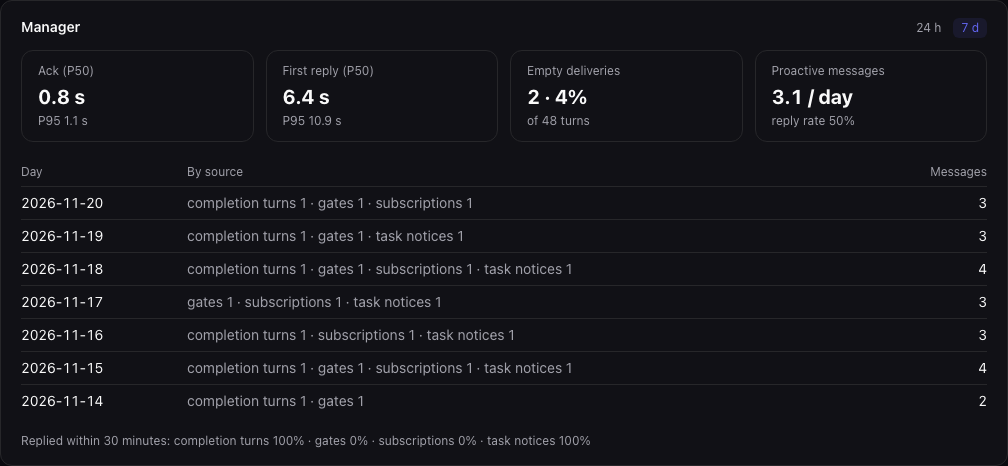 Manager 24 h 7 d
Ack (P50) First reply (P50) Empty deliveries Proactive messages
0.8 s 6.4 s 2 · 4% 3.1 / day
P95 1.1 s P95 10.9 s of 48 turns reply rate 50%
Day By source Messages
2026-11-20 completion turns 1 · gates 1 · subscriptions 1 3
2026-11-19 completion turns 1 · gates 1 · task notices 1 3
2026-11-18 completion turns 1 · gates 1 · subscriptions 1 · task notices 1 4
2026-11-17 gates 1 · subscriptions 1 · task notices 1 3
2026-11-16 completion turns 1 · subscriptions 1 · task notices 1 3
2026-11-15 completion turns 1 · gates 1 · subscriptions 1 · task notices 1 4
2026-11-14 completion turns 1 · gates 1 2
Replied within 30 minutes: completion turns 100% · gates 0% · subscriptions 0% · task notices 100%